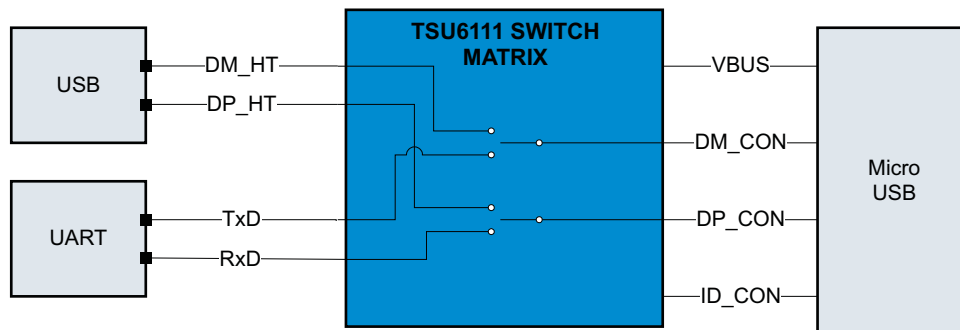 TSU6111 SWITCH
MATRIX
USB
DM_HT
DP_HT
UART
TxD
RxD
VBUS
DM_CON
DP_CON
ID_CON
Micro
USB